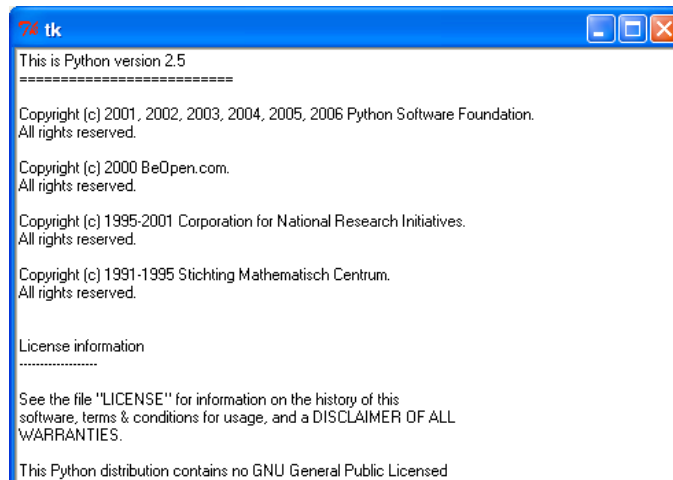 tk
This is Python version 2.5
==========================
Copyright (c) 2001, 2002, 2003, 2004, 2005, 2006 Python Software Foundation.
All rights reserved.
Copyright (c) 2000 BeOpen.com.
All rights reserved.
Copyright (c) 1995-2001 Corporation for National Research Initiatives.
All rights reserved.
Copyright (c) 1991-1995 Stichting Mathematisch Centrum.
All rights reserved.
License information
-------------------
See the file "LICENSE" for information on the history of this
software, terms & conditions for usage, and a DISCLAIMER OF ALL
WARRANTIES.
This Python distribution contains no GNU General Public Licensed